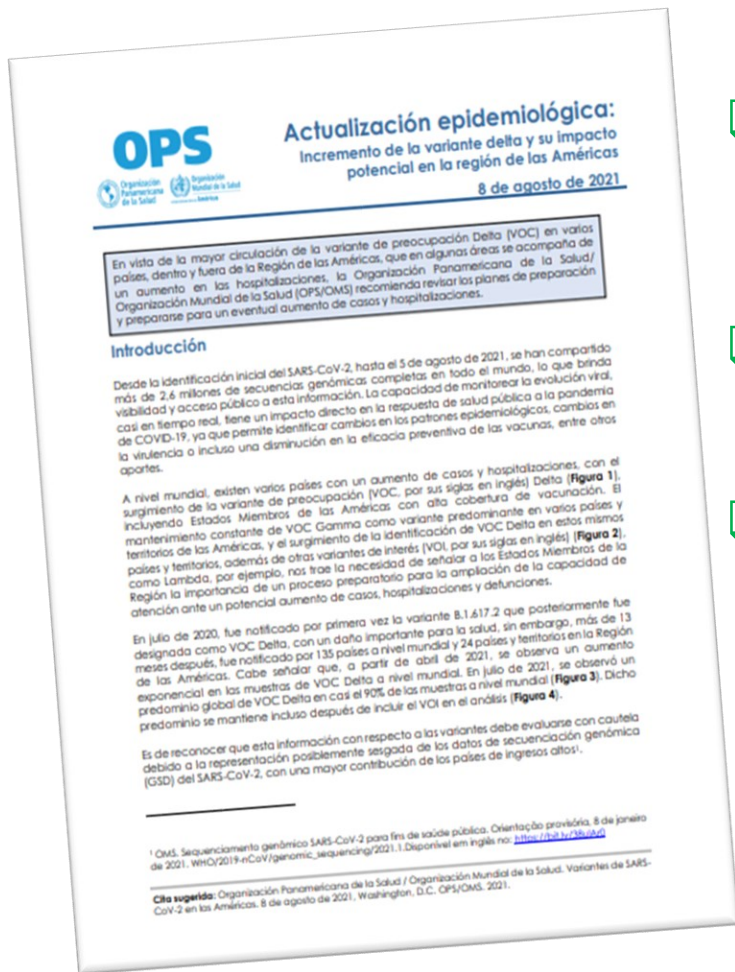 OPS
Organización
Panamericana
de la Salud
Organización
Mundial de la Salud
Actualización epidemiológica:
Incremento de la variante delta y su impacto
potencial en la región de las Américas
8 de agosto de 2021
En vista de la mayor circulación de la variante de preocupación Delta (VOC) en varios
países, dentro y fuera de la Región de las Américas, que en algunas áreas se acompaña de
un aumento en las hospitalizaciones, la Organización Panamericana de la Salud/
Organización Mundial de la Salud (OPS/OMS) recomienda revisar los planes de preparación
y prepararse para un eventual aumento de casos y hospitalizaciones.
Introducción
Desde la identificación inicial del SARS-CoV-2, hasta el 5 de agosto de 2021, se han compartido
más de 2,6 millones de secuencias genómicas completas en todo el mundo, lo que brinda
visibilidad y acceso público a esta información. La capacidad de monitorear la evolución viral,
casi en tiempo real, tiene un impacto directo en la respuesta de salud pública a la pandemia
de COVID-19, ya que permite identificar cambios en los patrones epidemiológicos, cambios en
la virulencia o incluso una disminución en la eficacia preventiva de las vacunas, entre otros
aportes.
A nivel mundial, existen varios países con un aumento de casos y hospitalizaciones, con el
surgimiento de la variante de preocupación (VOC, por sus siglas en inglés) Delta (Figura 1),
incluyendo Estados Miembros de las Américas con alta cobertura de vacunación. El
mantenimiento constante de VOC Gamma como variante predominante en varios países y
territorios de las Américas, y el surgimiento de la identificación de VOC Delta en estos mismos
países y territorios, además de otras variantes de interés (VOI, por sus siglas en inglés) (Figura 2),
como Lambda, por ejemplo, nos trae la necesidad de señalar a los Estados Miembros de la
Región la importancia de un proceso preparatorio para la ampliación de la capacidad de
atención ante un potencial aumento de casos, hospitalizaciones y defunciones.
En julio de 2020, fue notificado por primera vez la variante B.1.617.2 que posteriormente fue
designada como VOC Delta, con un daño importante para la salud, sin embargo, más de 13
meses después, fue notificado por 135 países a nivel mundial y 24 países y territorios en la Región
de las Américas. Cabe señalar que, a partir de abril de 2021, se observa un aumento
exponencial en las muestras de VOC Delta a nivel mundial. En julio de 2021, se observó un
predominio global de VOC Delta en casi el 90% de las muestras a nivel mundial (Figura 3). Dicho
predominio se mantiene incluso después de incluir el VOI en el análisis (Figura 4).
Es de reconocer que esta información con respecto a las variantes debe evaluarse con cautela
debido a la representación posiblemente sesgada de los datos de secuenciación genómica
(GSD) del SARS-CoV-2, con una mayor contribución de los países de ingresos altos¹.
¹ OMS. Sequenciamento genômico SARS-CoV-2 para fins de saúde pública. Orientação provisória, 8 de janeiro
de 2021. WHO/2019-nCoV/genomic_sequencing/2021.1.Disponível em inglês no:
Cita sugerida: Organización Panamericana de la Salud / Organización Mundial de la Salud. Variantes de SARS-
CoV-2 en las Américas. 8 de agosto de 2021, Washington, D.C. OPS/OMS. 2021.